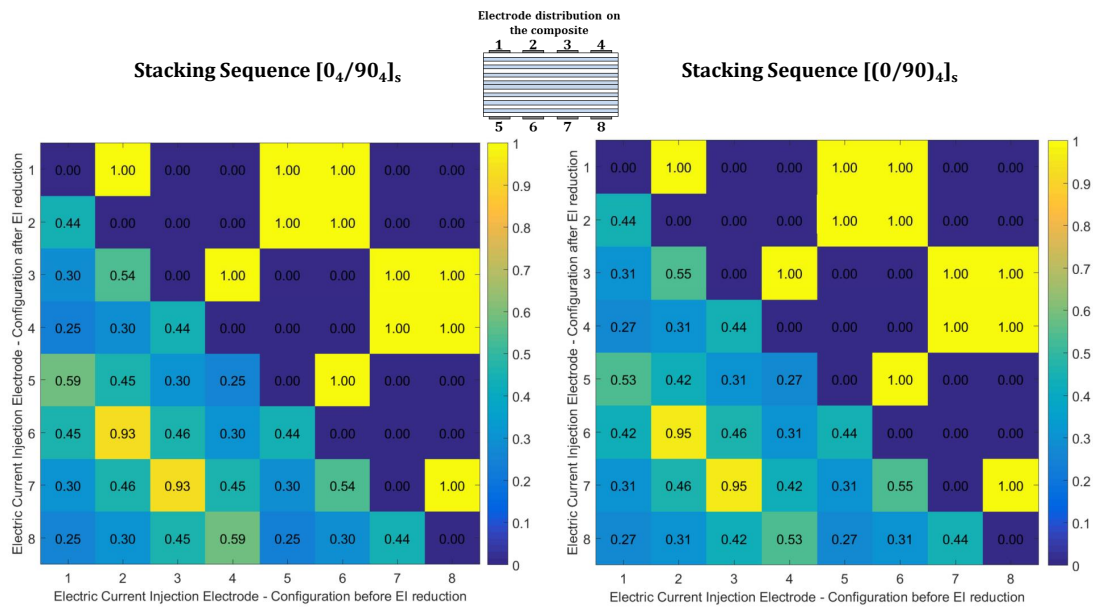 Electrode distribution on
the composite
1 2 3 4
5 6 7 8
Stacking Sequence [0₄/90₄]ₛ
Stacking Sequence [(0/90)₄]ₛ
Electric Current Injection Electrode - Configuration after EI reduction
1 0.00 1.00 0.00 0.00 1.00 1.00 0.00 0.00
2 0.44 0.00 0.00 0.00 1.00 1.00 0.00 0.00
3 0.30 0.54 0.00 1.00 0.00 0.00 1.00 1.00
4 0.25 0.30 0.44 0.00 0.00 0.00 1.00 1.00
5 0.59 0.45 0.30 0.25 0.00 1.00 0.00 0.00
6 0.45 0.93 0.46 0.30 0.44 0.00 0.00 0.00
7 0.30 0.46 0.93 0.45 0.30 0.54 0.00 1.00
8 0.25 0.30 0.45 0.59 0.25 0.30 0.44 0.00
1 2 3 4 5 6 7 8
Electric Current Injection Electrode - Configuration before EI reduction
1
0.9
0.8
0.7
0.6
0.5
0.4
0.3
0.2
0.1
0
Electric Current Injection Electrode - Configuration after EI reduction
1 0.00 1.00 0.00 0.00 1.00 1.00 0.00 0.00
2 0.44 0.00 0.00 0.00 1.00 1.00 0.00 0.00
3 0.31 0.55 0.00 1.00 0.00 0.00 1.00 1.00
4 0.27 0.31 0.44 0.00 0.00 0.00 1.00 1.00
5 0.53 0.42 0.31 0.27 0.00 1.00 0.00 0.00
6 0.42 0.95 0.46 0.31 0.44 0.00 0.00 0.00
7 0.31 0.46 0.95 0.42 0.31 0.55 0.00 1.00
8 0.27 0.31 0.42 0.53 0.27 0.31 0.44 0.00
1 2 3 4 5 6 7 8
Electric Current Injection Electrode - Configuration before EI reduction
1
0.9
0.8
0.7
0.6
0.5
0.4
0.3
0.2
0.1
0